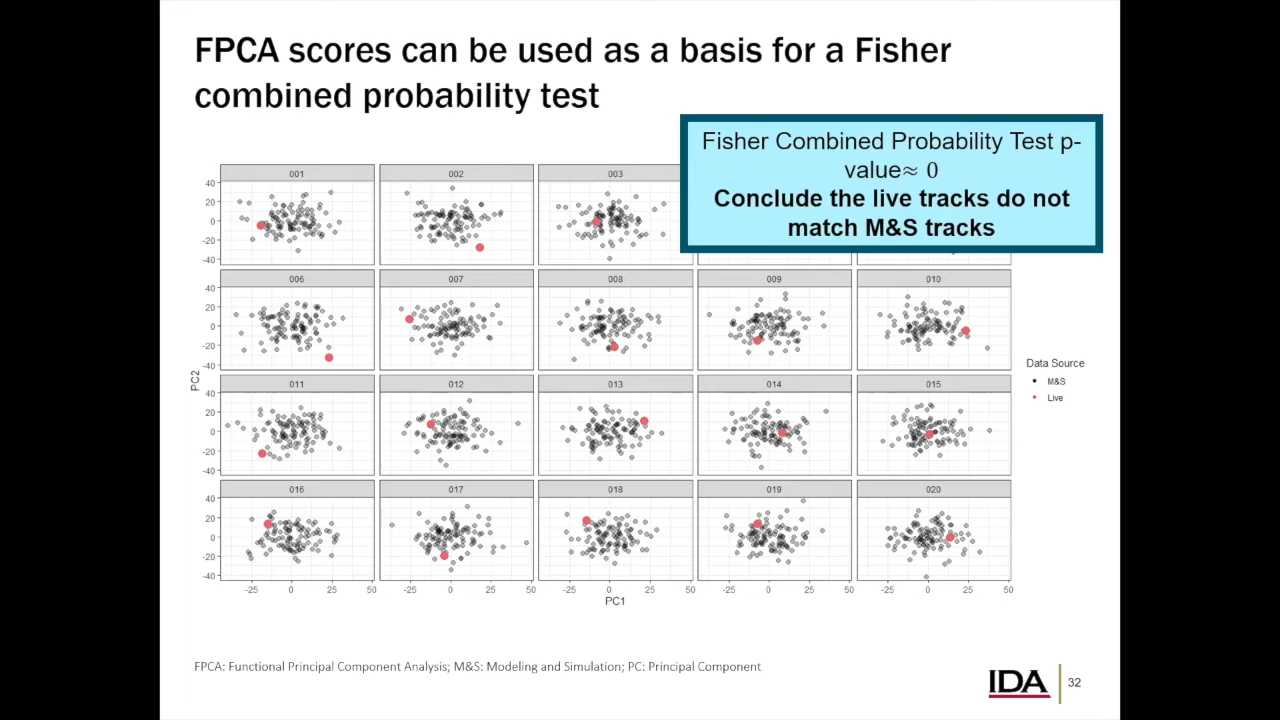 FPCA scores can be used as a basis for a Fisher
combined probability test
Fisher Combined Probability Test p-
value≈ 0
Conclude the live tracks do not
match M&S tracks
001
002
003
40
20
0
-20
-40
006
007
008
009
010
40
20
0
-20
-40
011
012
013
014
015
40
20
0
-20
-40
016
017
018
019
020
40
20
0
-20
-40
-25 0 25 50 -25 0 25 50 -25 0 25 50 -25 0 25 50 -25 0 25 50
PC2
PC1
Data Source
M&S
Live
FPCA: Functional Principal Component Analysis; M&S: Modeling and Simulation; PC: Principal Component
IDA
32